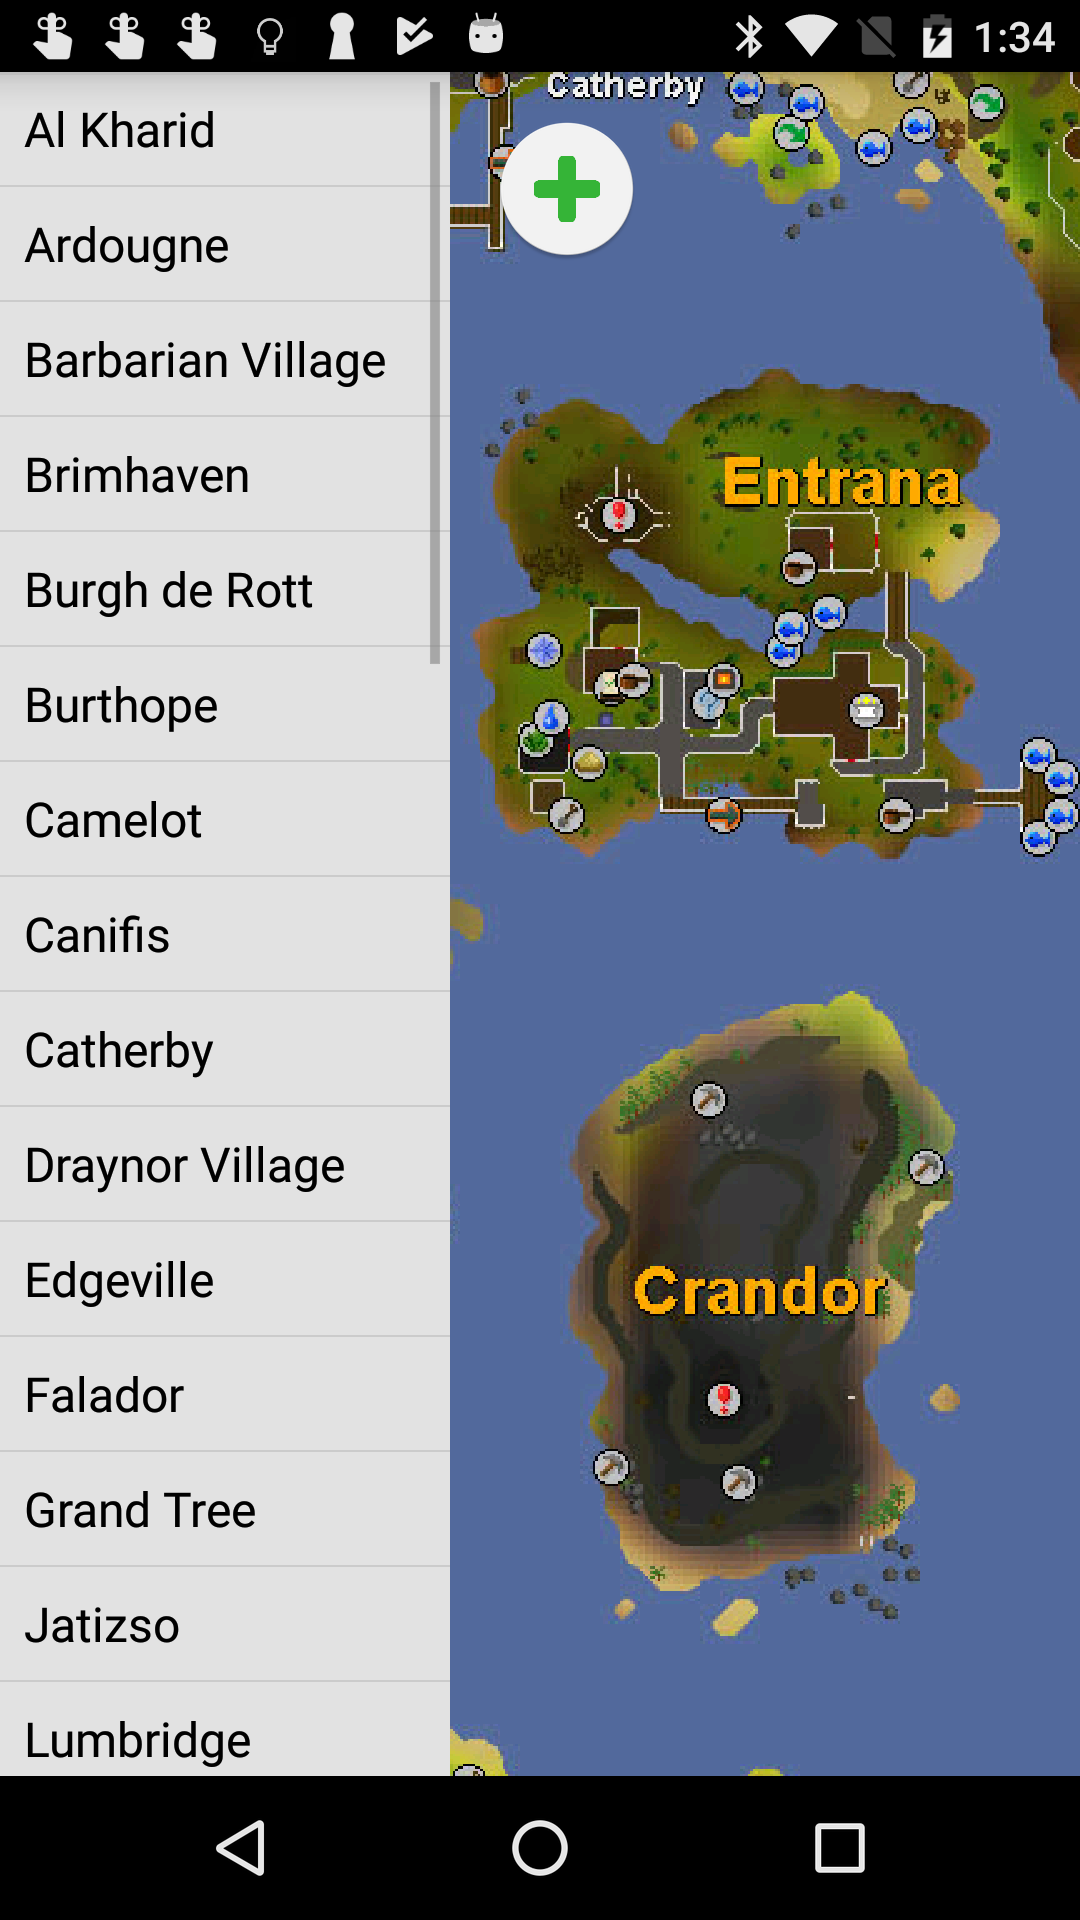 1:34
Al Kharid
Ardougne
Barbarian Village
Brimhaven
Burgh de Rott
Burthope
Camelot
Canifis
Catherby
Draynor Village
Edgeville
Falador
Grand Tree
Jatizso
Lumbridge
Catherby
Entrana
Crandor